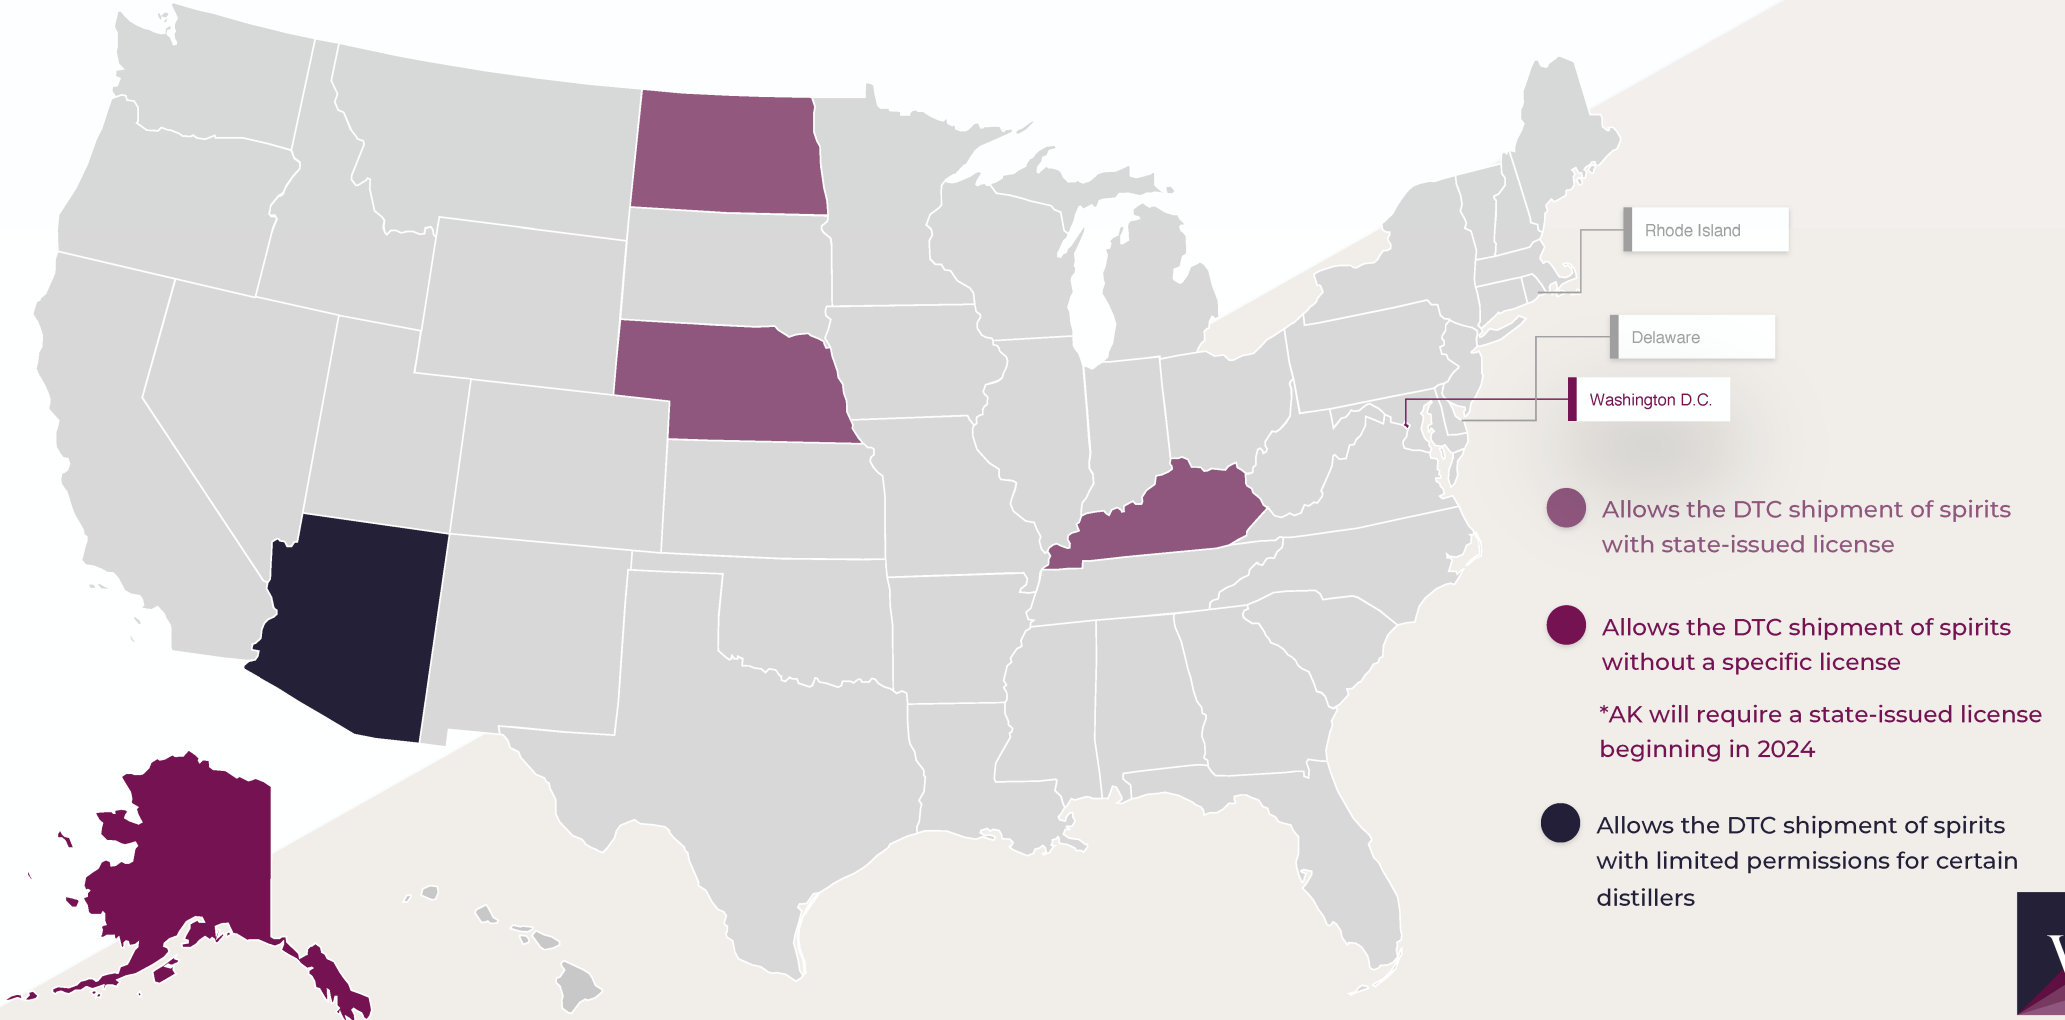 Rhode Island
Delaware
Washington D.C.
Allows the DTC shipment of spirits
with state-issued license
Allows the DTC shipment of spirits
without a specific license
*AK will require a state-issued license
beginning in 2024
Allows the DTC shipment of spirits
with limited permissions for certain
distillers